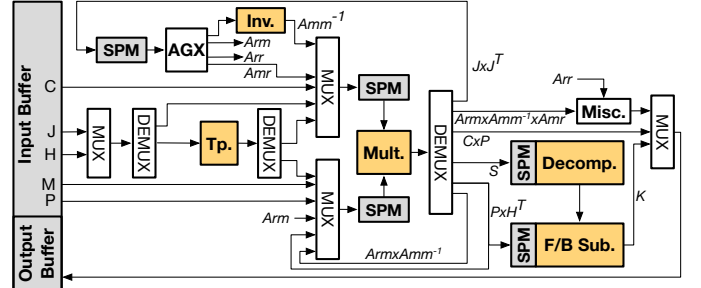 Input Buffer
Output
Buffer
C
J
H
M
P
SPM
AGX
Inv.
Amm⁻¹
Arm
Arr
Amr
MUX
DEMUX
Tp.
DEMUX
MUX
MUX
Arm
SPM
Mult.
SPM
ArmxAmm⁻¹
DEMUX
JxJᵀ
ArmxAmm⁻¹xAmr
CxP
S
PxHᵀ
Arr
Misc.
SPM
Decomp.
SPM
F/B Sub.
K
MUX